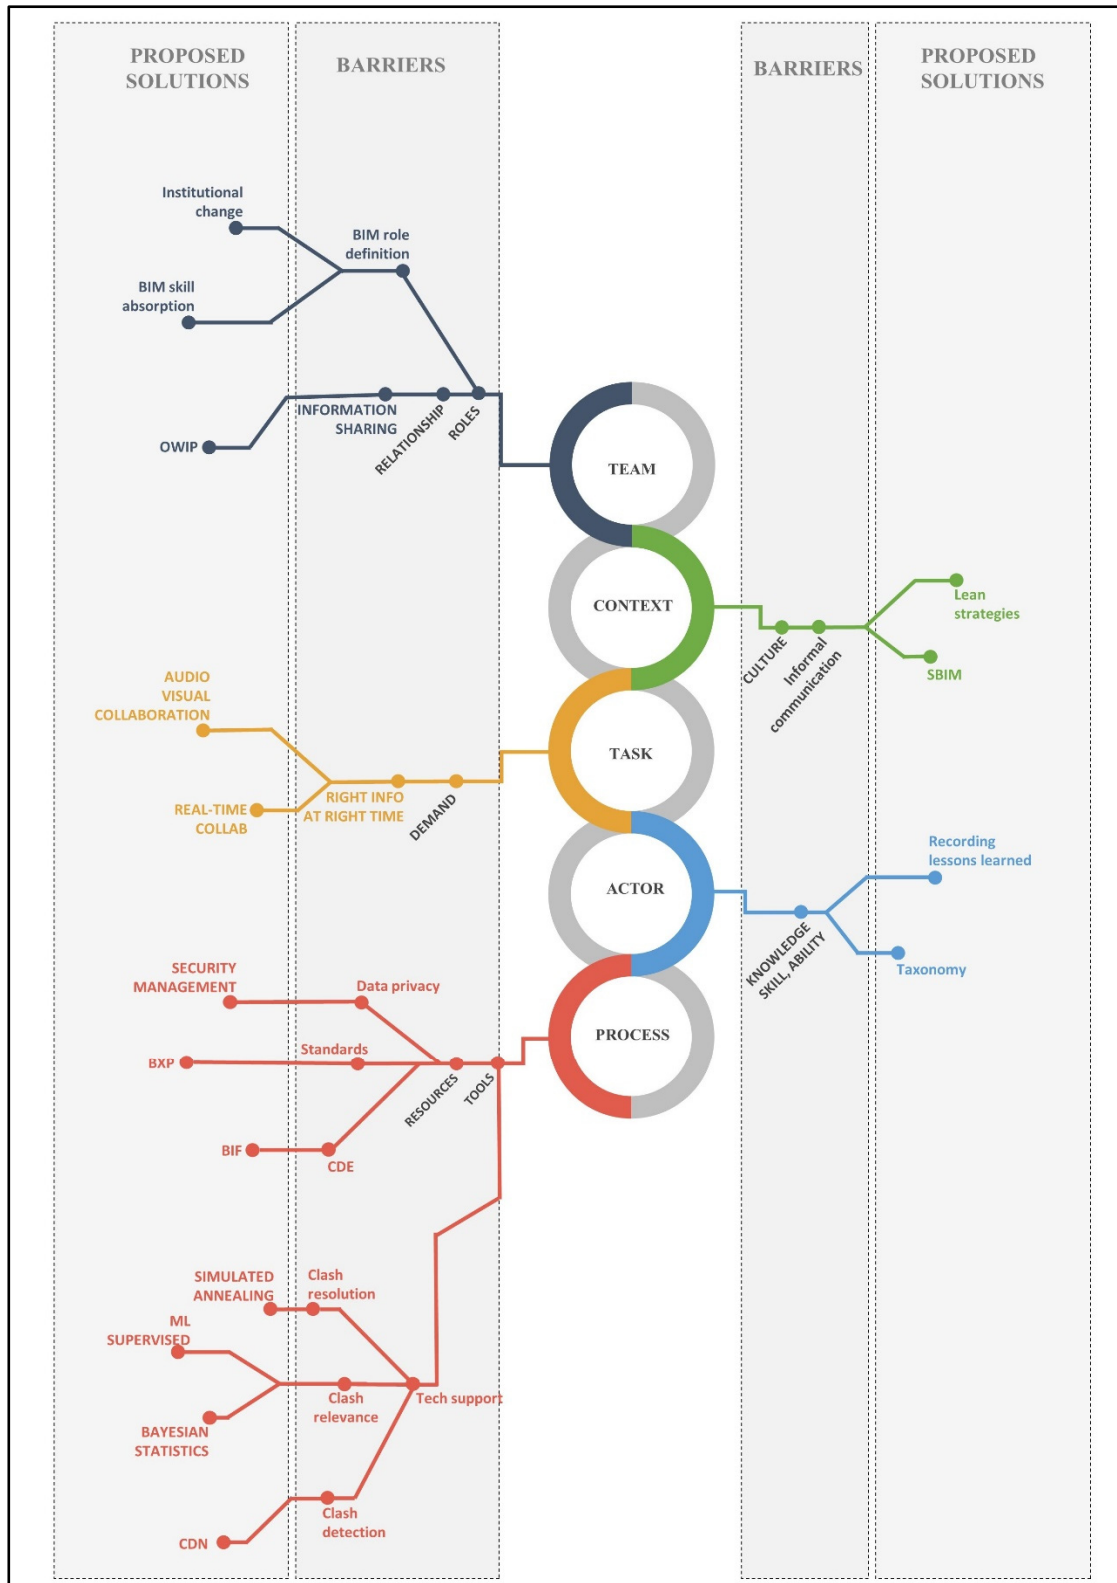 PROPOSED
SOLUTIONS
BARRIERS
BARRIERS
PROPOSED
SOLUTIONS
Institutional
change
BIM role
definition
BIM skill
absorption
INFORMATION
SHARING
RELATIONSHIP
ROLES
OWIP
TEAM
CONTEXT
CULTURE
Informal
communication
Lean
strategies
SBIM
AUDIO
VISUAL
COLLABORATION
REAL-TIME
COLLAB
RIGHT INFO
AT RIGHT TIME
DEMAND
TASK
ACTOR
KNOWLEDGE
SKILL, ABILITY
Recording
lessons learned
Taxonomy
SECURITY
MANAGEMENT
Data privacy
BXP
Standards
RESOURCES
TOOLS
PROCESS
BIF
CDE
SIMULATED
ANNEALING
Clash
resolution
ML
SUPERVISED
Clash
relevance
Tech support
BAYESIAN
STATISTICS
Clash
detection
CDN